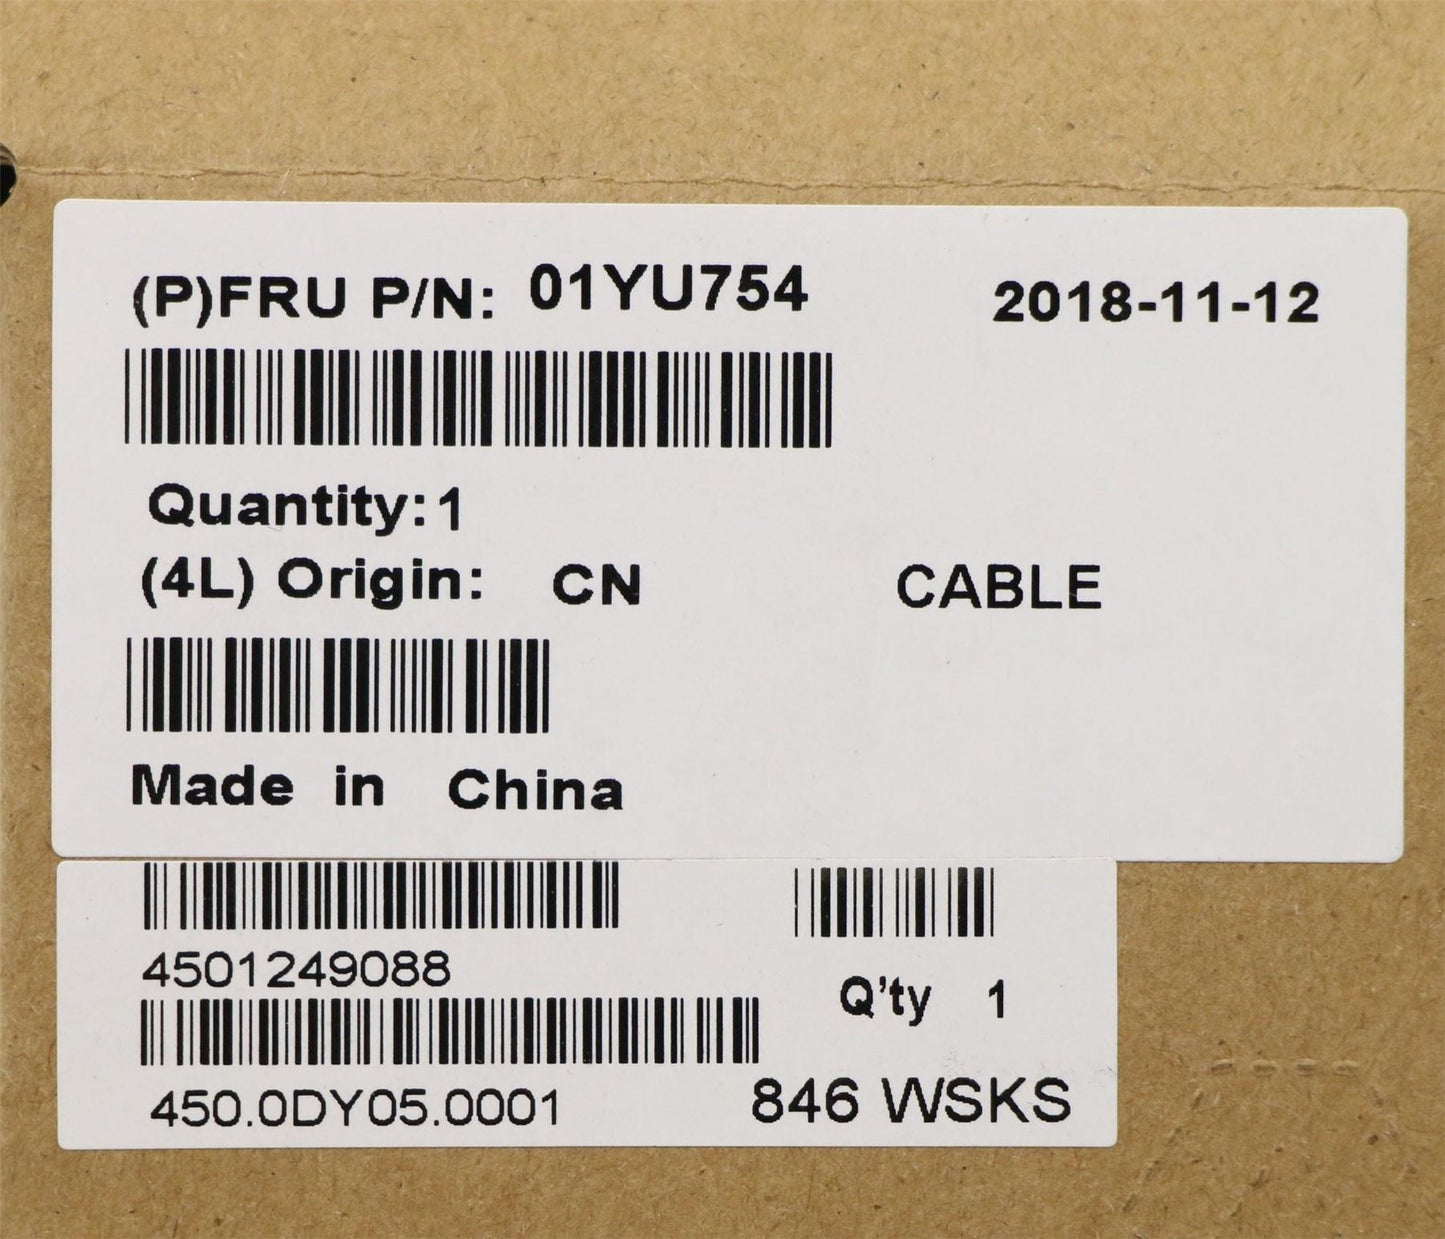 (P)FRU P/N: 01YU754 2018-11-12
Quantity:1
(4L) Origin: CN CABLE
Made in China
4501249088
Q'ty 1
450.0DY05.0001 846 WSKS